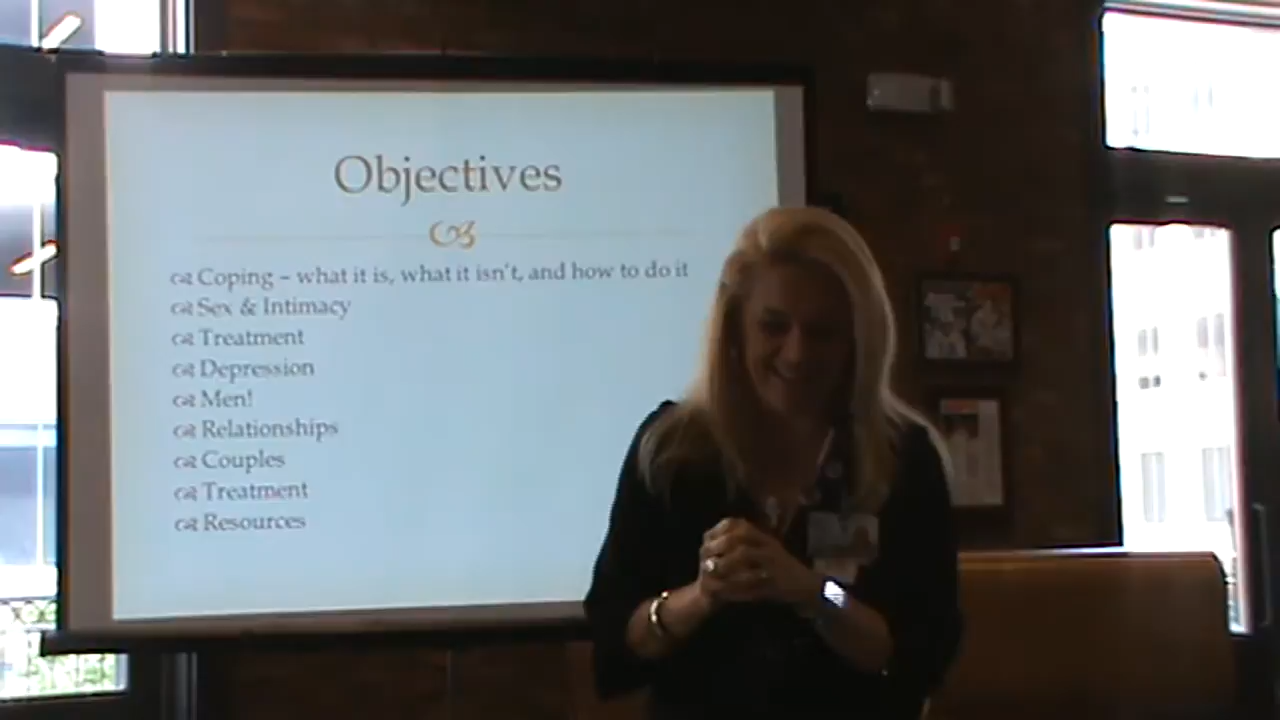 Objectives
Coping – what it is, what it isn't, and how to do it
Sex & Intimacy
Treatment
Depression
Men!
Relationships
Couples
Treatment
Resources